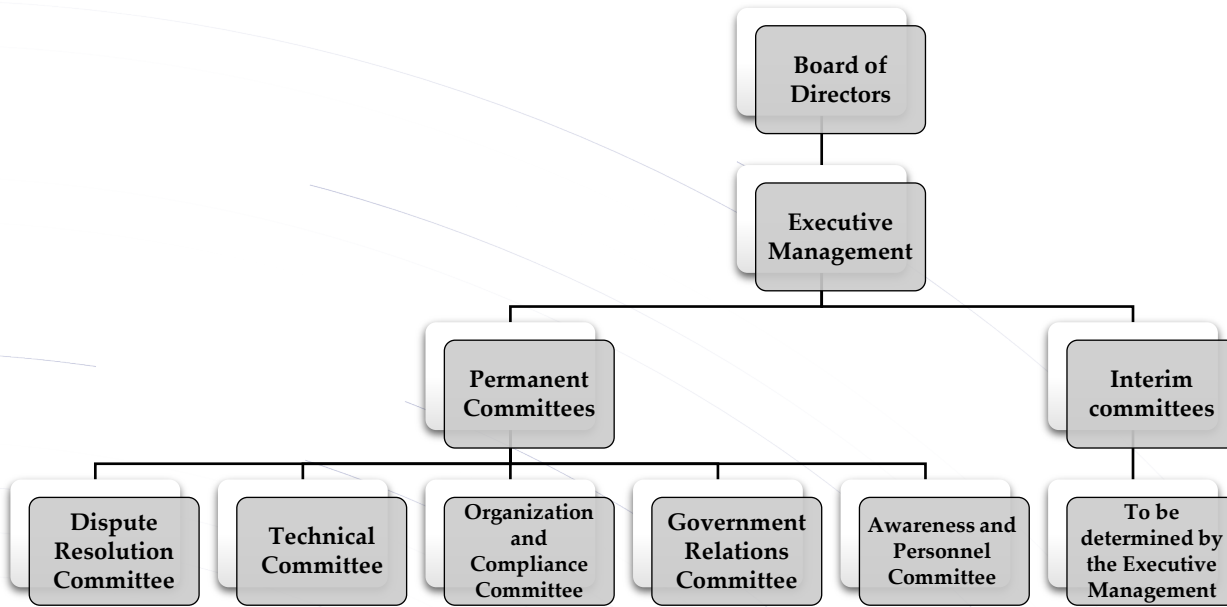 Board of
Directors
Executive
Management
Permanent
Committees
Interim
committees
Dispute
Resolution
Committee
Technical
Committee
Organization
and
Compliance
Committee
Government
Relations
Committee
Awareness and
Personnel
Committee
To be
determined by
the Executive
Management